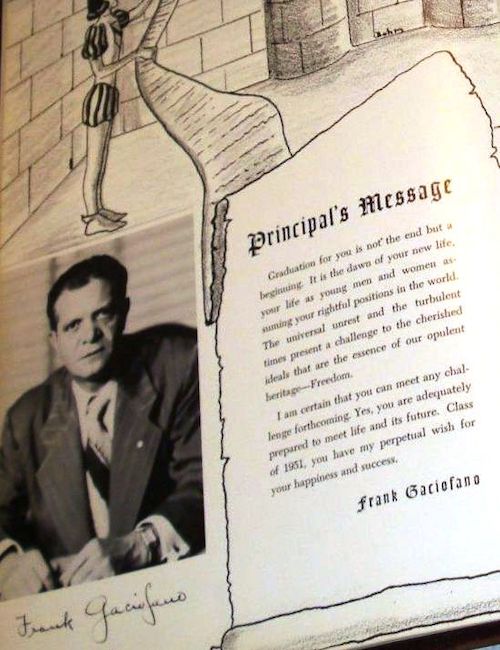 Bohm
Principal's Message
Graduation for you is not the end but a
beginning. It is the dawn of your new life,
your life as young men and women as-
suming your rightful positions in the world.
The universal unrest and the turbulent
times present a challenge to the cherished
ideals that are the essence of our opulent
heritage—Freedom.
I am certain that you can meet any chal-
lenge forthcoming. Yes, you are adequately
prepared to meet life and its future. Class
of 1951, you have my perpetual wish for
your happiness and success.
Frank Gaciofano
Frank Gaciofano